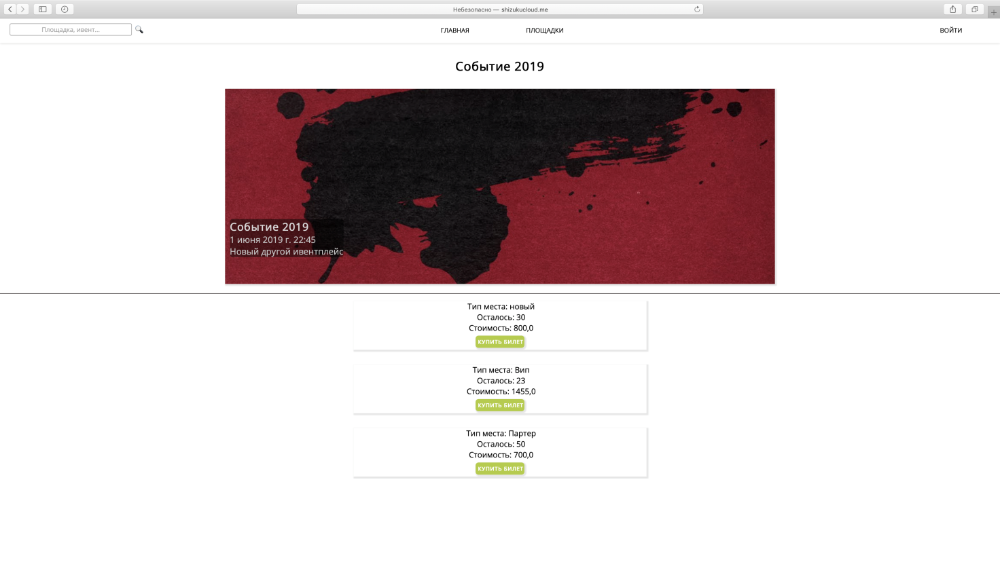 Небезопасно — shizukucloud.me
Площадка, ивент...
ГЛАВНАЯ
ПЛОЩАДКИ
ВОЙТИ
Событие 2019
Событие 2019
1 июня 2019 г. 22:45
Новый другой ивентплейс
Тип места: новый
Осталось: 30
Стоимость: 800,0
КУПИТЬ БИЛЕТ
Тип места: Вип
Осталось: 23
Стоимость: 1455,0
КУПИТЬ БИЛЕТ
Тип места: Партер
Осталось: 50
Стоимость: 700,0
КУПИТЬ БИЛЕТ